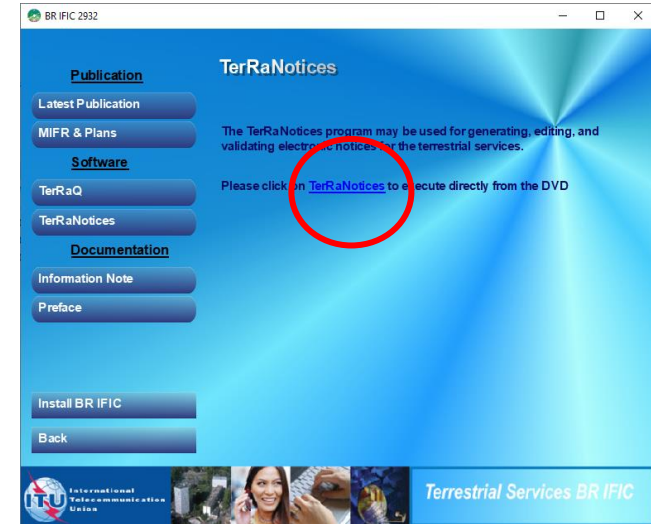 BR IFIC 2932
Publication
Latest Publication
MIFR & Plans
Software
TerRaQ
TerRaNotices
Documentation
Information Note
Preface
Install BR IFIC
Back
TerRaNotices
The TerRaNotices program may be used for generating, editing, and
validating electronic notices for the terrestrial services.
Please click on TerRaNotices to execute directly from the DVD
ITU
International
Telecommunication
Union
Terrestrial Services BR IFIC